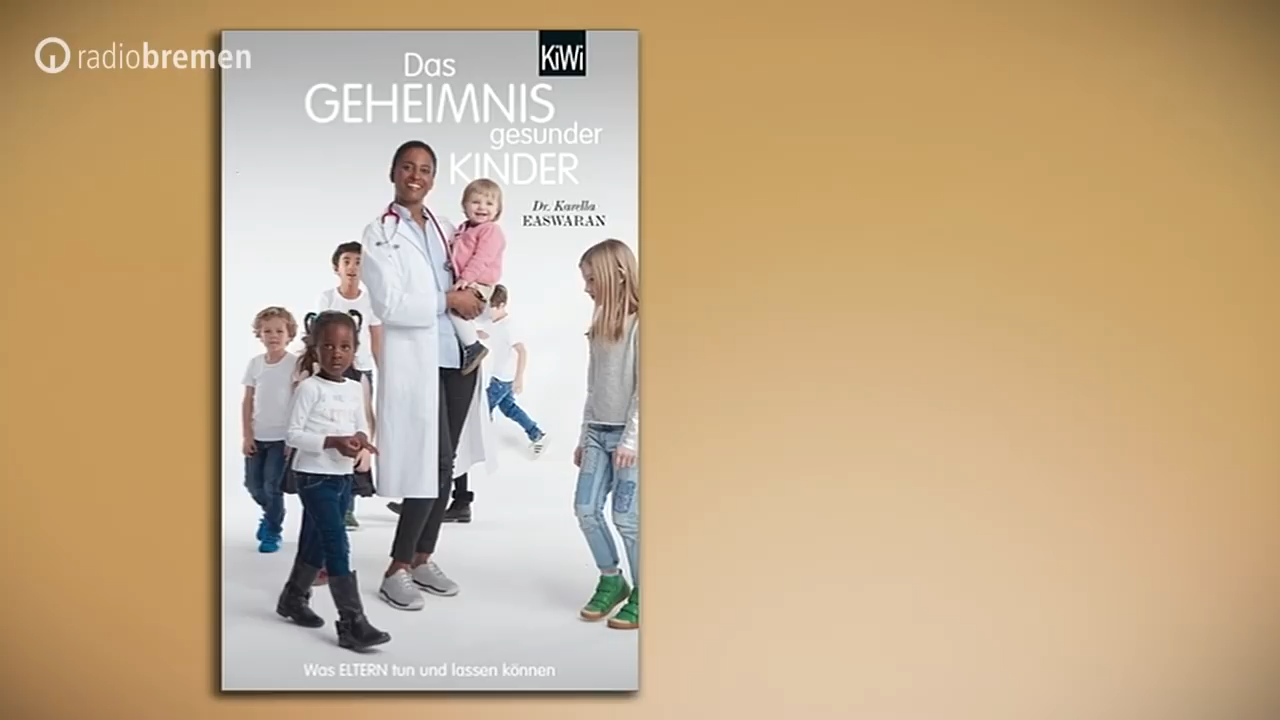 radiobremen
KiWi
Das
GEHEIMNIS
gesunder
KINDER
Dr. Karella
EASWARAN
Was ELTERN tun und lassen können